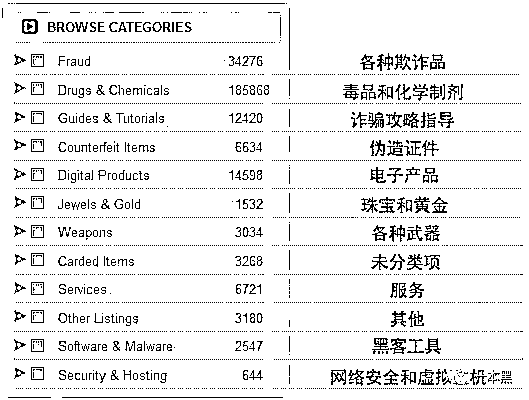 BROWSE CATEGORIES
Fraud 34276 各种欺诈品
Drugs & Chemicals 185868 毒品和化学制剂
Guides & Tutorials 12420 诈骗攻略指导
Counterfeit Items 6634 伪造证件
Digital Products 14598 电子产品
Jewels & Gold 1532 珠宝和黄金
Weapons 3034 各种武器
Carded Items 3268 未分类项
Services 6721 服务
Other Listings 3180 其他
Software & Malware 2547 黑客工具
Security & Hosting 644 网络安全和虚拟机